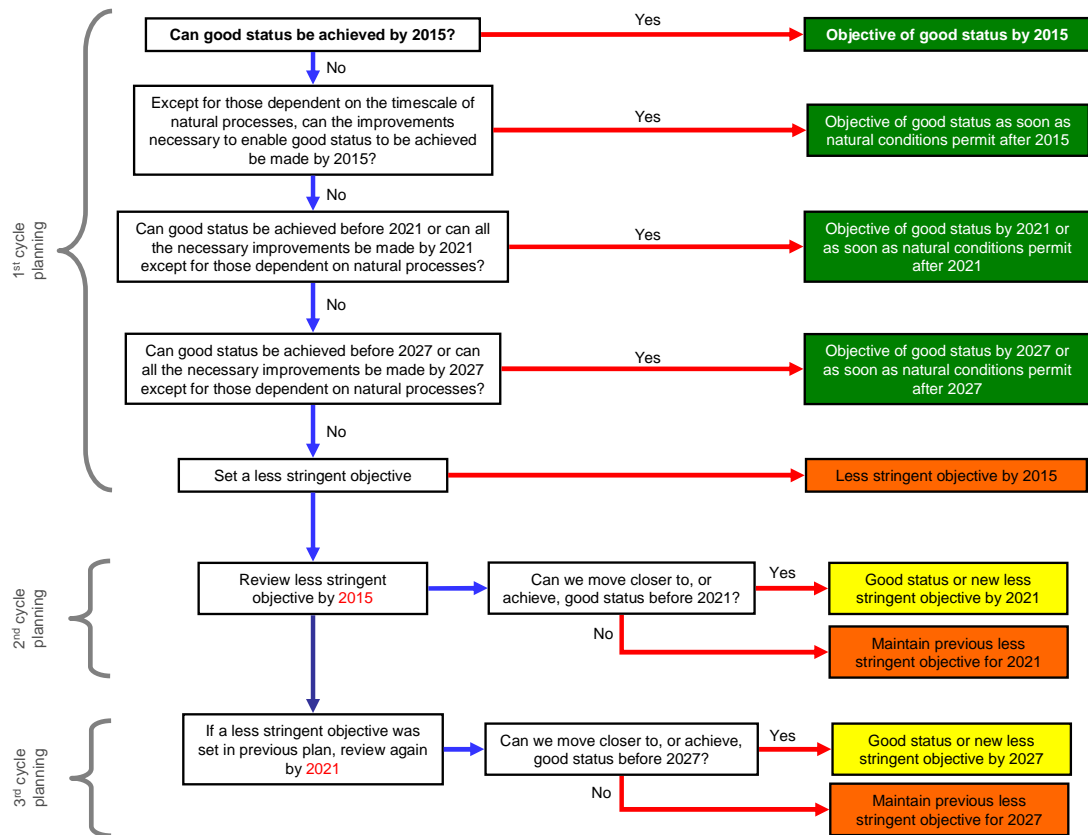 Can good status be achieved by 2015?
Yes
Objective of good status by 2015
No
Except for those dependent on the timescale of
natural processes, can the improvements
necessary to enable good status to be achieved
be made by 2015?
Yes
Objective of good status as soon as
natural conditions permit after 2015
No
1st cycle
planning
Can good status be achieved before 2021 or can all
the necessary improvements be made by 2021
except for those dependent on natural processes?
Yes
Objective of good status by 2021 or
as soon as natural conditions permit
after 2021
No
Can good status be achieved before 2027 or can
all the necessary improvements be made by 2027
except for those dependent on natural processes?
Yes
Objective of good status by 2027 or
as soon as natural conditions permit
after 2027
No
Set a less stringent objective
Less stringent objective by 2015
2nd cycle
planning
Review less stringent
objective by 2015
Can we move closer to, or
achieve, good status before 2021?
Yes
Good status or new less
stringent objective by 2021
No
Maintain previous less
stringent objective for 2021
3rd cycle
planning
If a less stringent objective was
set in previous plan, review again
by 2021
Can we move closer to, or achieve,
good status before 2027?
Yes
Good status or new less
stringent objective by 2027
No
Maintain previous less
stringent objective for 2027